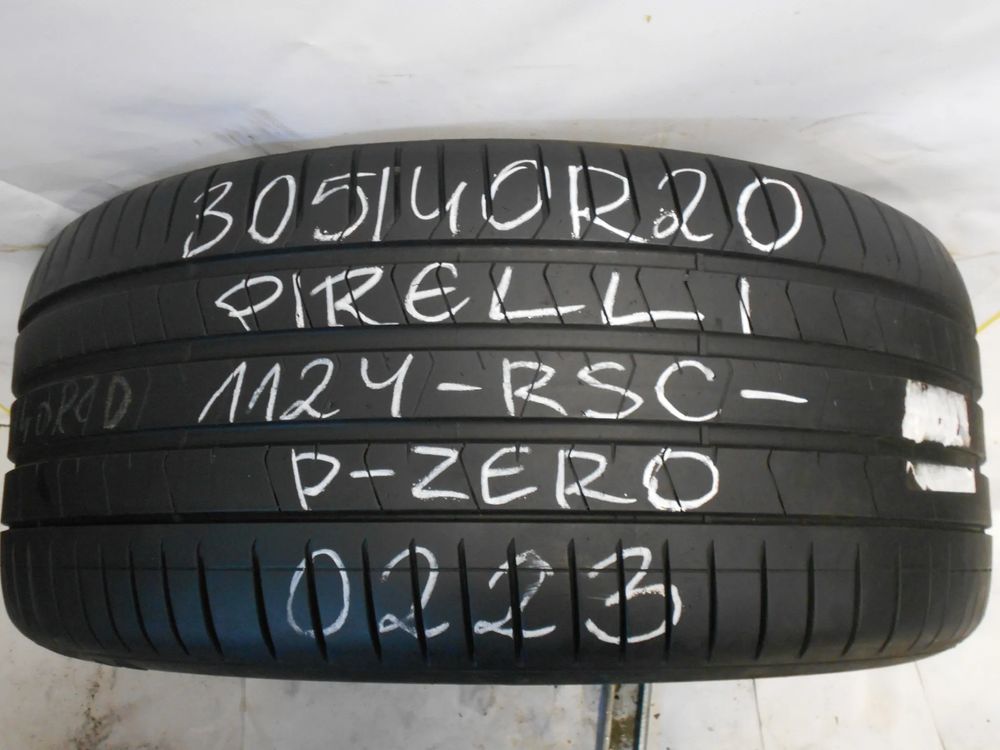 305/40R20
PIRELLI
112Y-RSC-
P-ZERO
0223